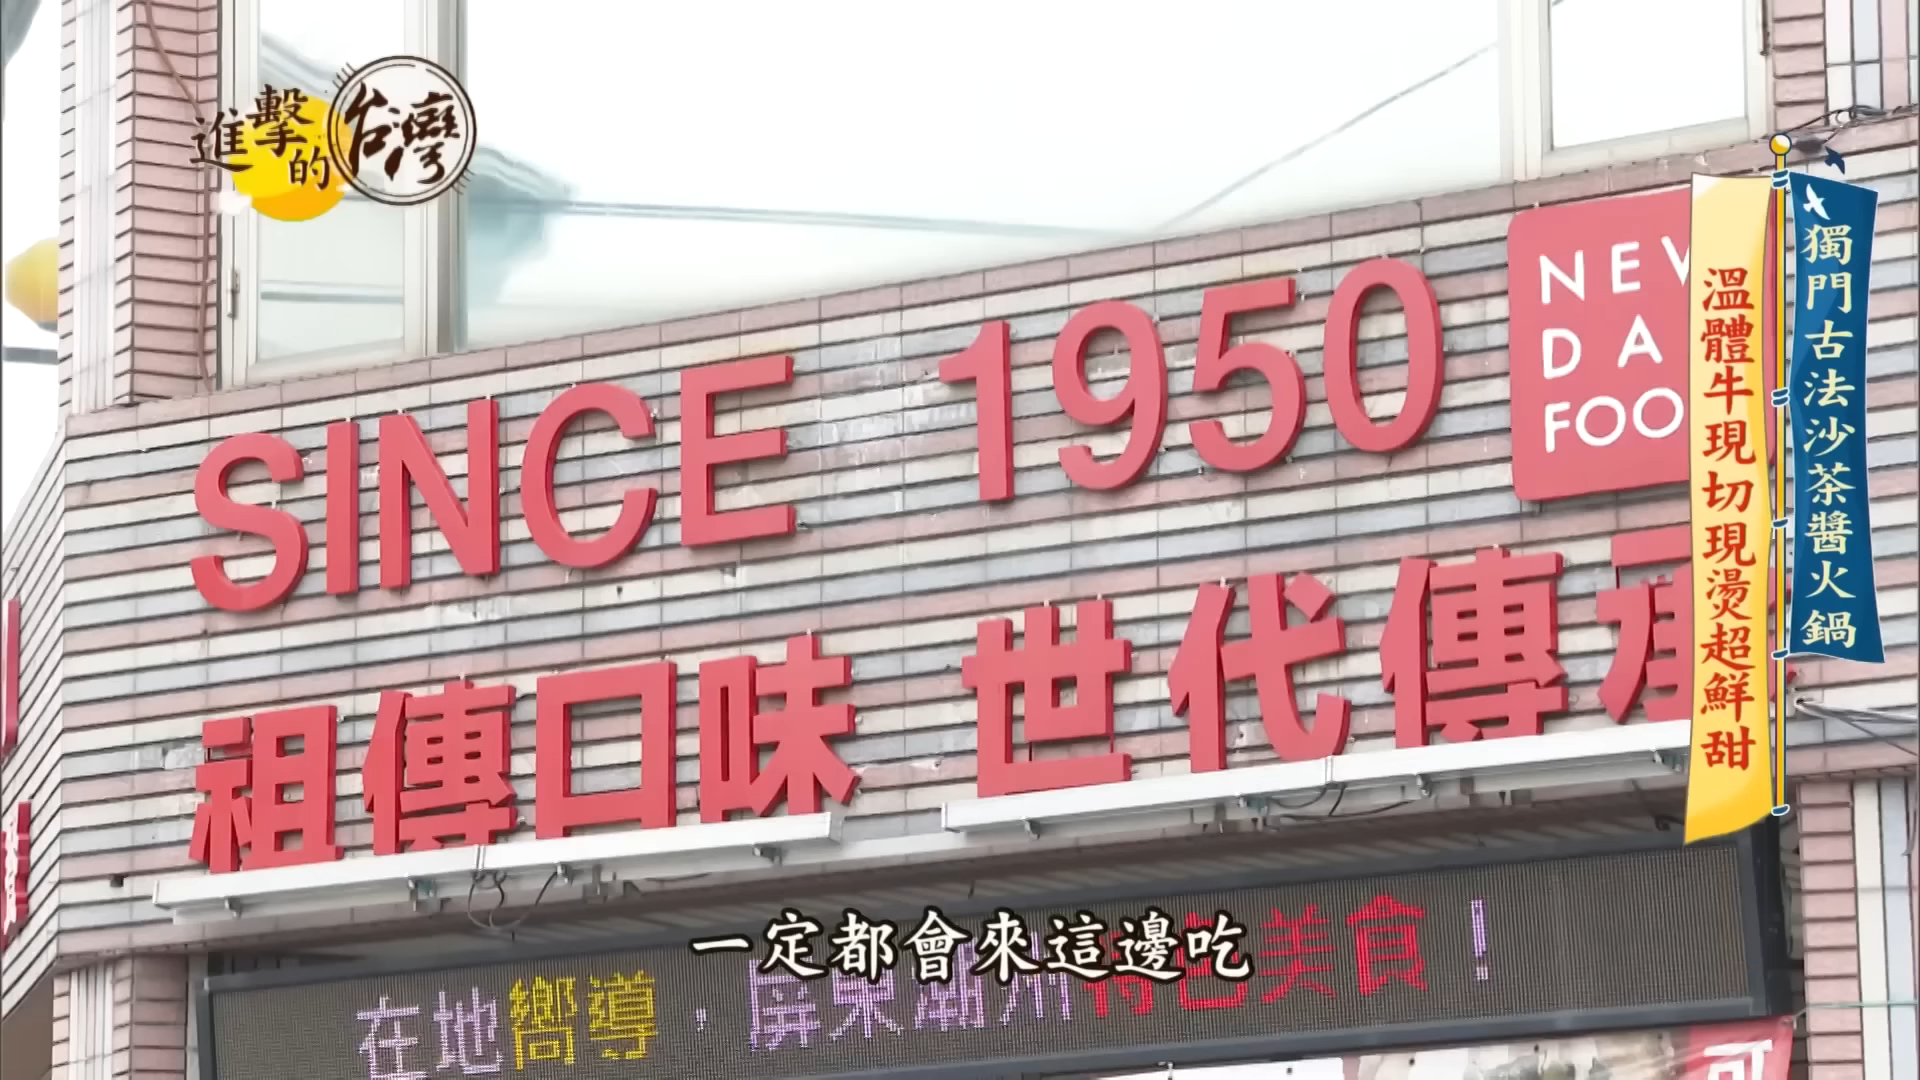 進擊的台灣
獨門古法沙茶醬火鍋
溫體牛現切現燙超鮮甜
SINCE 1950
NEW
DA
FOO
祖傳口味 世代傳承
在地嚮導，屏東潮州特色美食！
一定都會來這邊吃
可